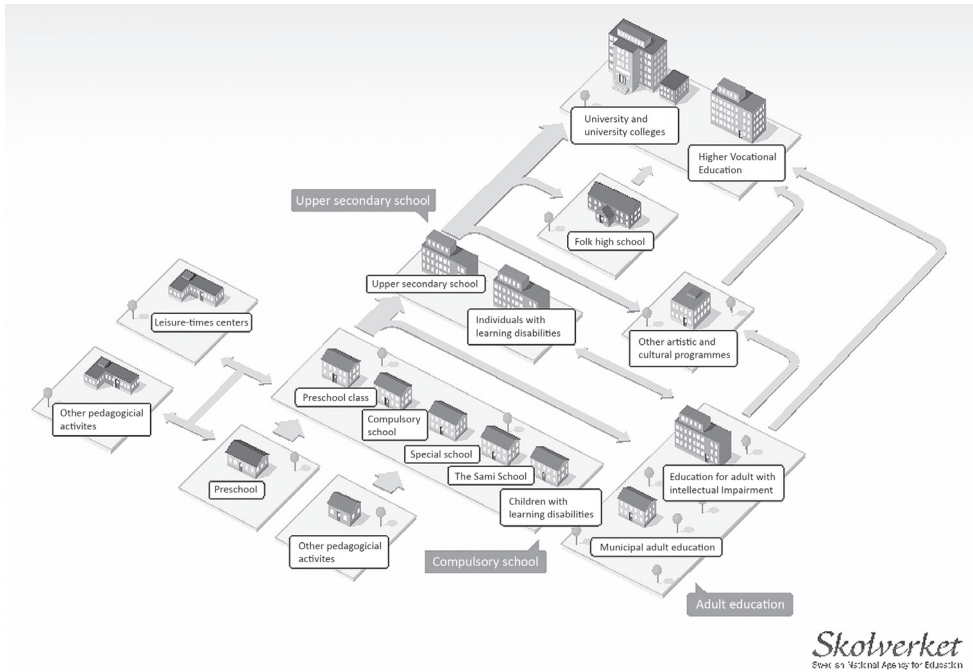 University and
university colleges
Higher Vocational
Education
Upper secondary school
Folk high school
Upper secondary school
Individuals with
learning disabilities
Leisure-times centers
Other artistic and
cultural programmes
Preschool class
Other pedagogicial
activites
Compulsory
school
Special school
The Sami School
Education for adult with
intellectual Impairment
Preschool
Children with
learning disabilities
Other pedagogicial
activites
Municipal adult education
Compulsory school
Adult education
Skolverket
Swedish National Agency for Education